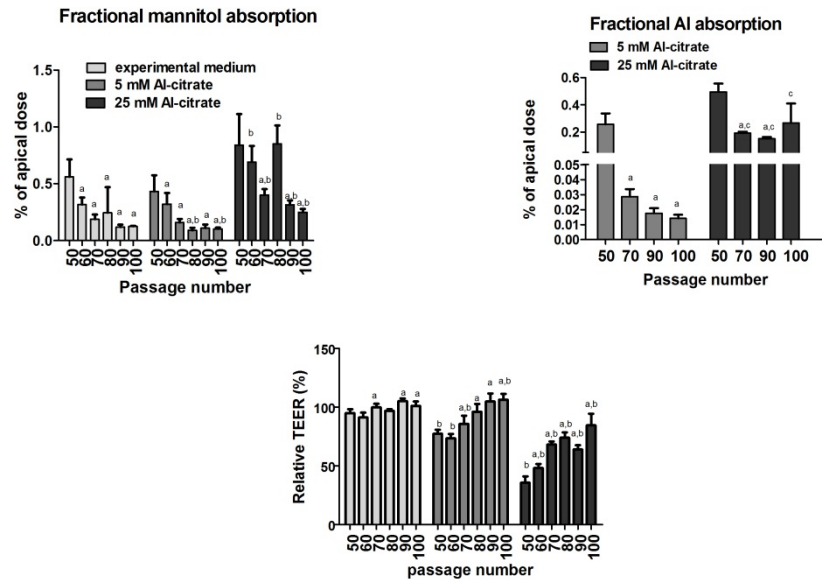 Fractional mannitol absorption
% of apical dose
1.5
1.0
0.5
0.0
experimental medium
5 mM Al-citrate
25 mM Al-citrate
a a a a a
a a a,b a a,b
b a,b b a,b a,b
50 60 70 80 90 100 50 60 70 80 90 100 50 60 70 80 90 100
Passage number
Fractional Al absorption
5 mM Al-citrate
25 mM Al-citrate
% of apical dose
0.6
0.4
0.2
0.05
0.04
0.03
0.02
0.01
0.00
a a a
a,c a,c c
50 70 90 100 50 70 90 100
Passage number
Relative TEER (%)
150
100
50
0
a a a
b b a,b a a a,b
b a,b a,b a,b a,b a,b
50 60 70 80 90 100 50 60 70 80 90 100 50 60 70 80 90 100
passage number